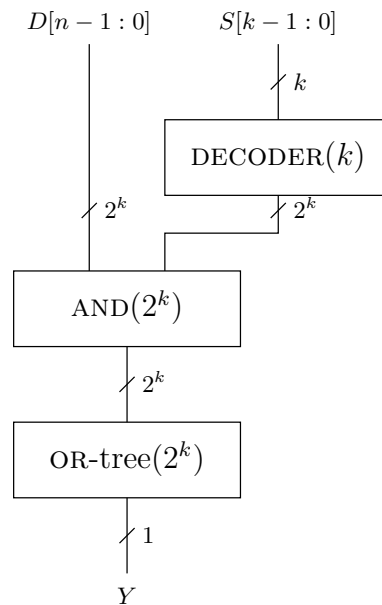 D[n − 1 : 0] S[k − 1 : 0]
k
DECODER(k)
2^k 2^k
AND(2^k)
2^k
OR-tree(2^k)
1
Y